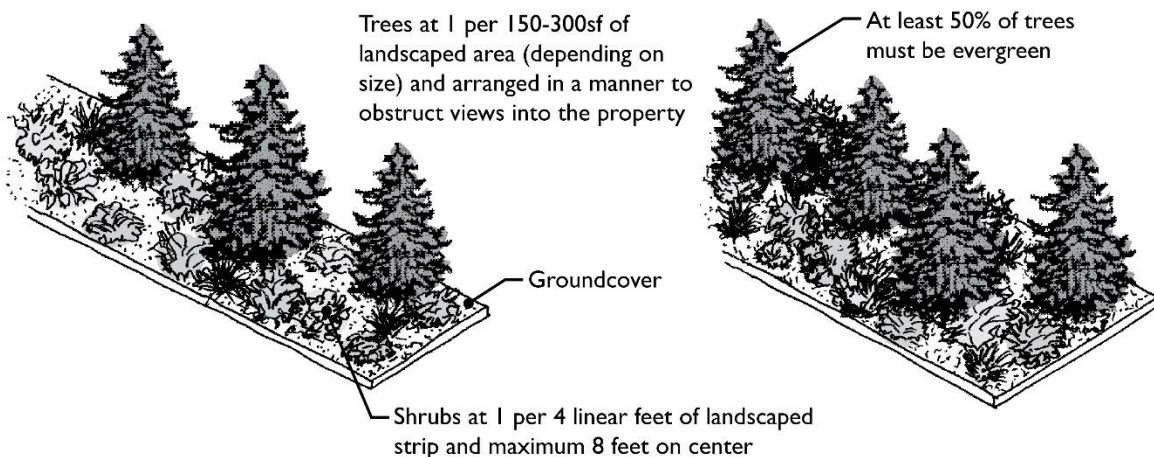 Trees at 1 per 150-300sf of
landscaped area (depending on
size) and arranged in a manner to
obstruct views into the property
At least 50% of trees
must be evergreen
Groundcover
Shrubs at 1 per 4 linear feet of landscaped
strip and maximum 8 feet on center